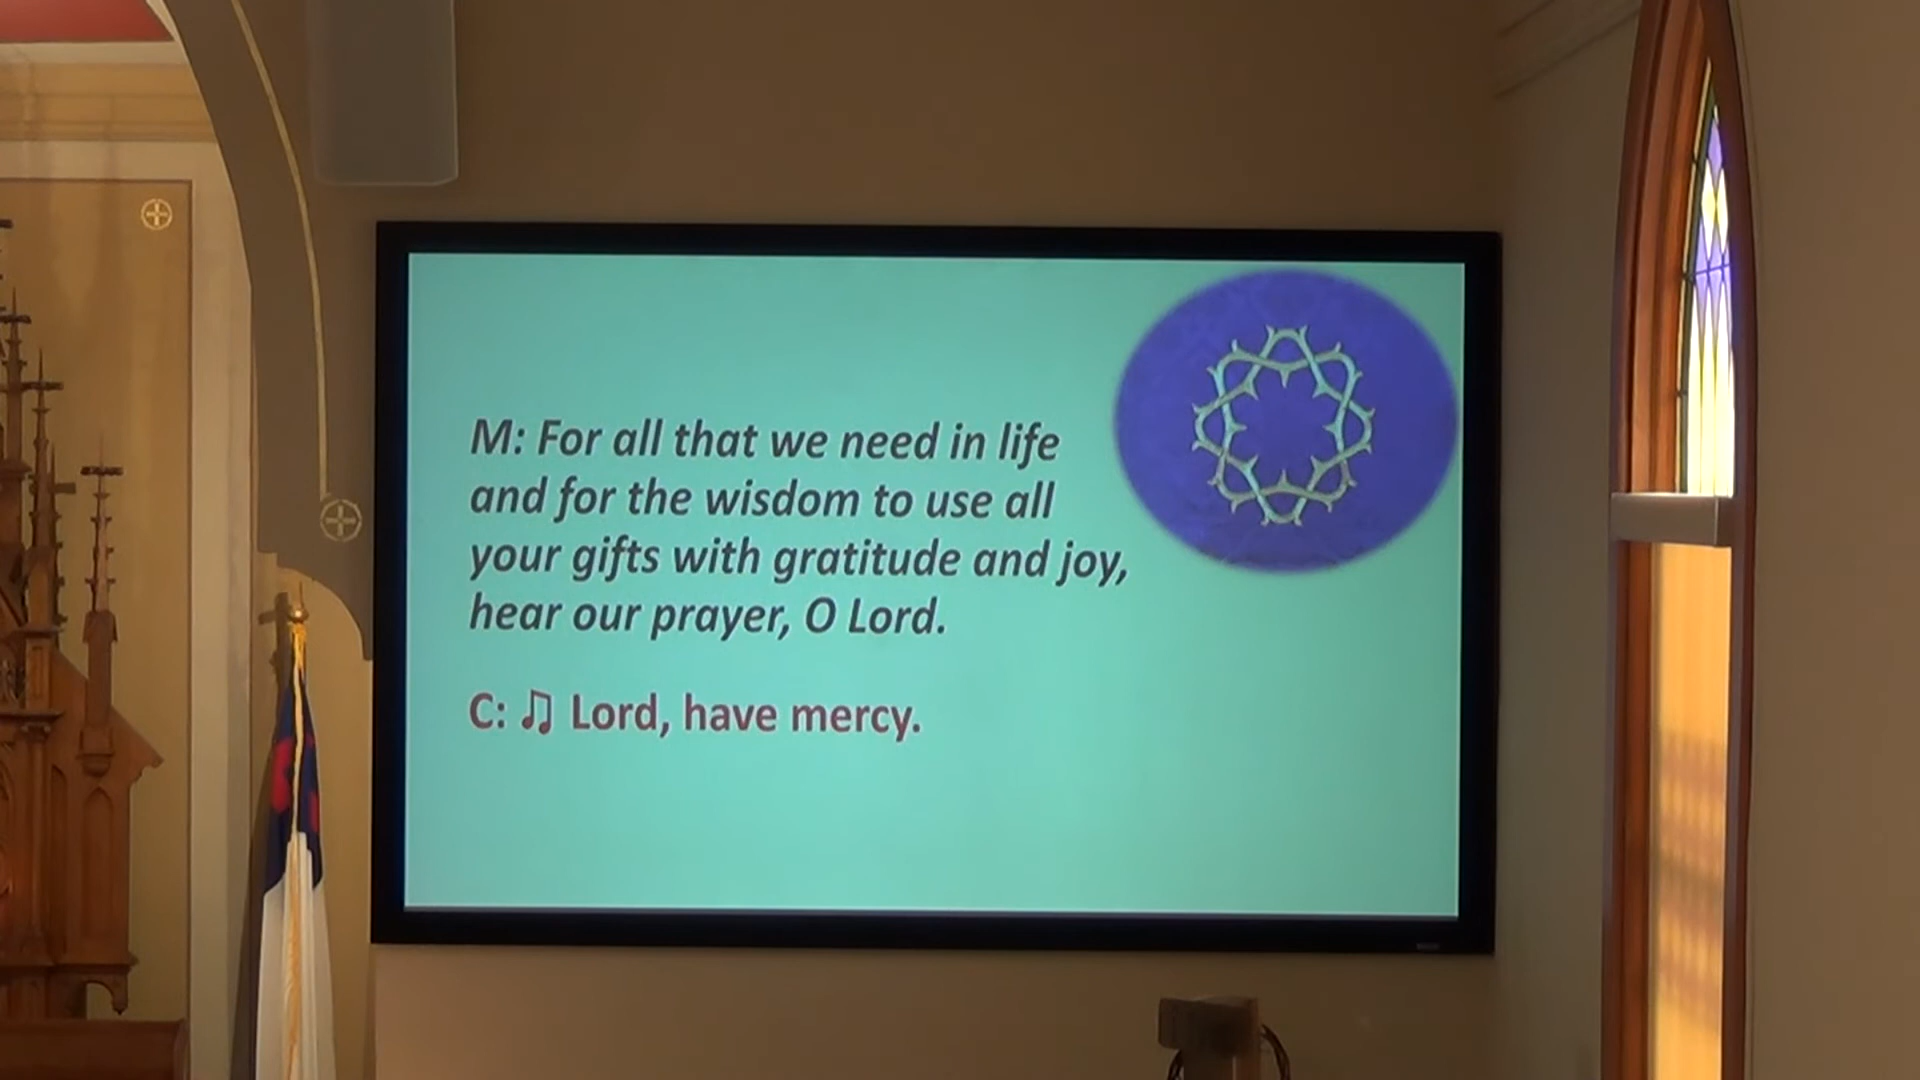 M: For all that we need in life
and for the wisdom to use all
your gifts with gratitude and joy,
hear our prayer, O Lord.
C: ♫ Lord, have mercy.